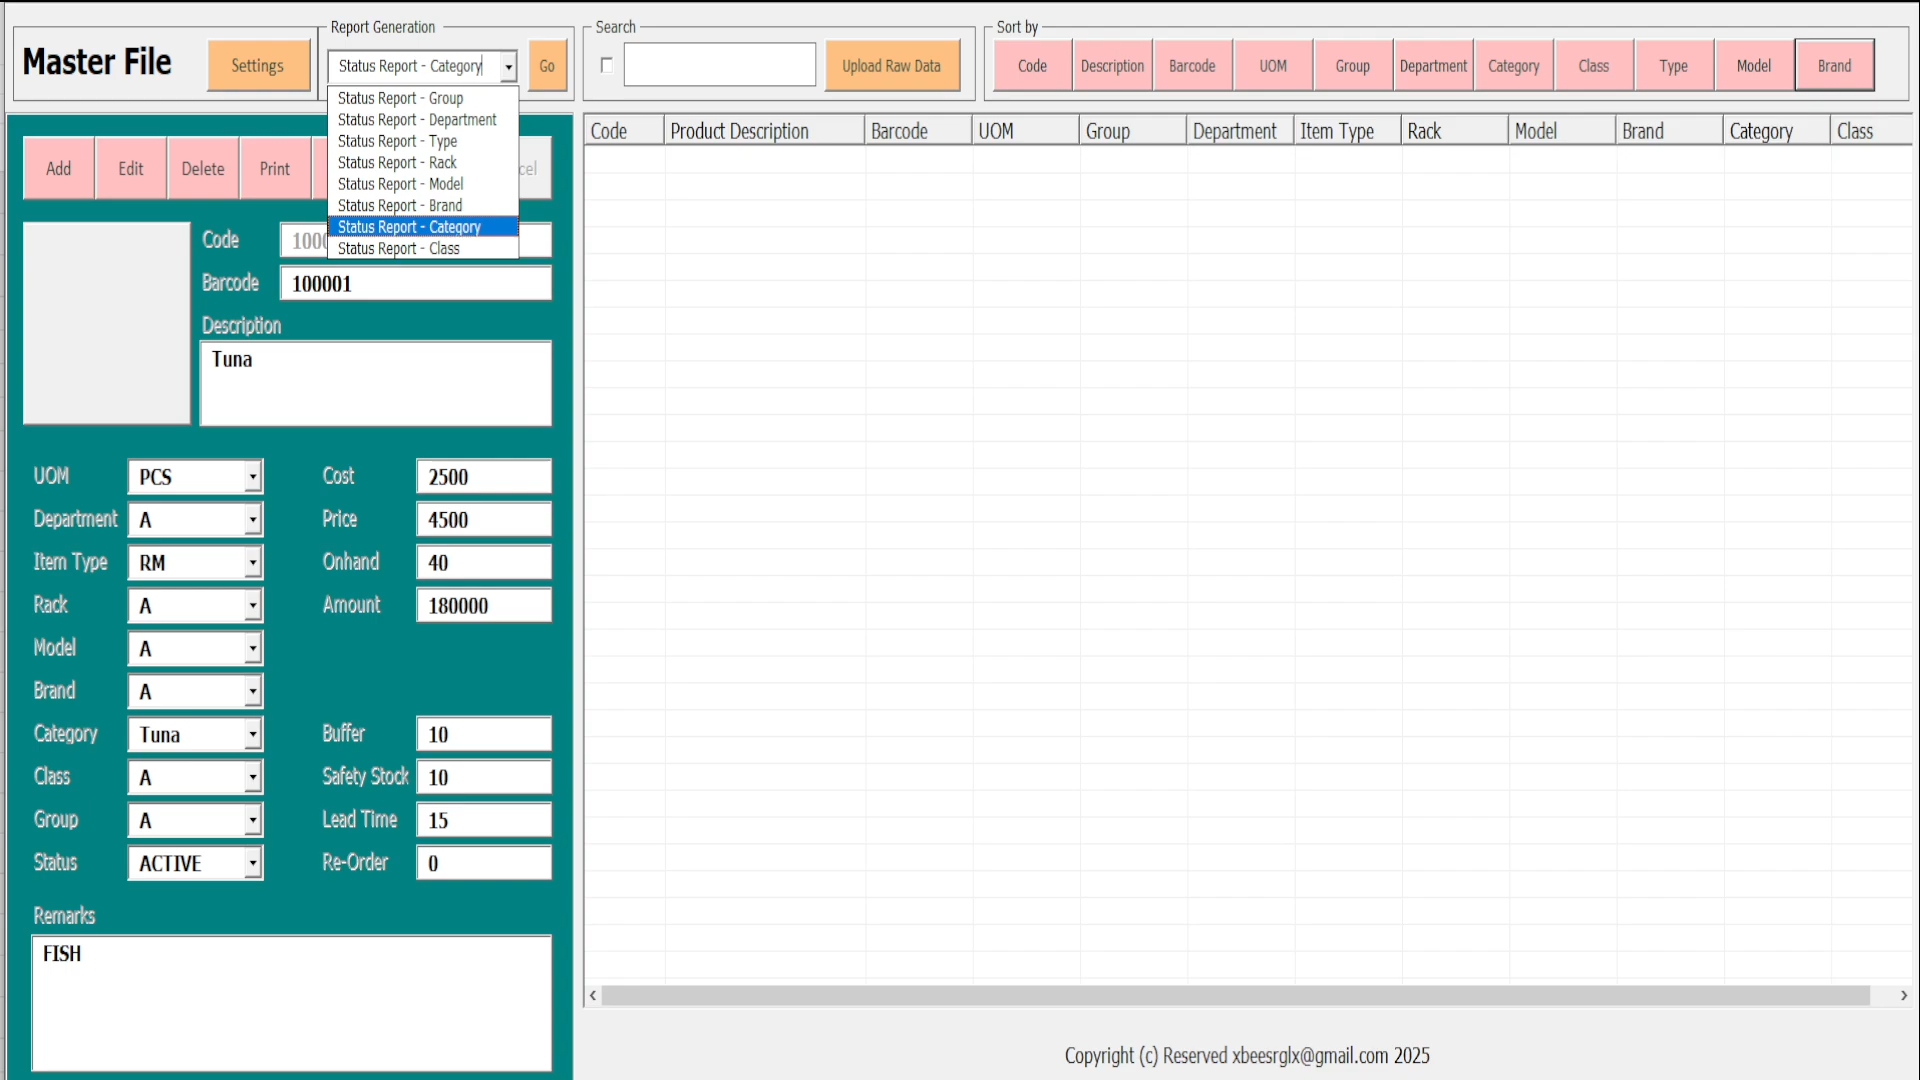 Master File
Settings
Report Generation
Status Report - Category
Go
Search
Upload Raw Data
Sort by
Code
Description
Barcode
UOM
Group
Department
Category
Class
Type
Model
Brand
Status Report - Group
Status Report - Department
Status Report - Type
Status Report - Rack
Status Report - Model
Status Report - Brand
Status Report - Category
Status Report - Class
Add
Edit
Delete
Print
cel
Code
1000
Barcode
100001
Description
Tuna
UOM
PCS
Cost
2500
Department
A
Price
4500
Item Type
RM
Onhand
40
Rack
A
Amount
180000
Model
A
Brand
A
Category
Tuna
Buffer
10
Class
A
Safety Stock
10
Group
A
Lead Time
15
Status
ACTIVE
Re-Order
0
Remarks
FISH
Code
Product Description
Barcode
UOM
Group
Department
Item Type
Rack
Model
Brand
Category
Class
Copyright (c) Reserved xbeesrglx@gmail.com 2025